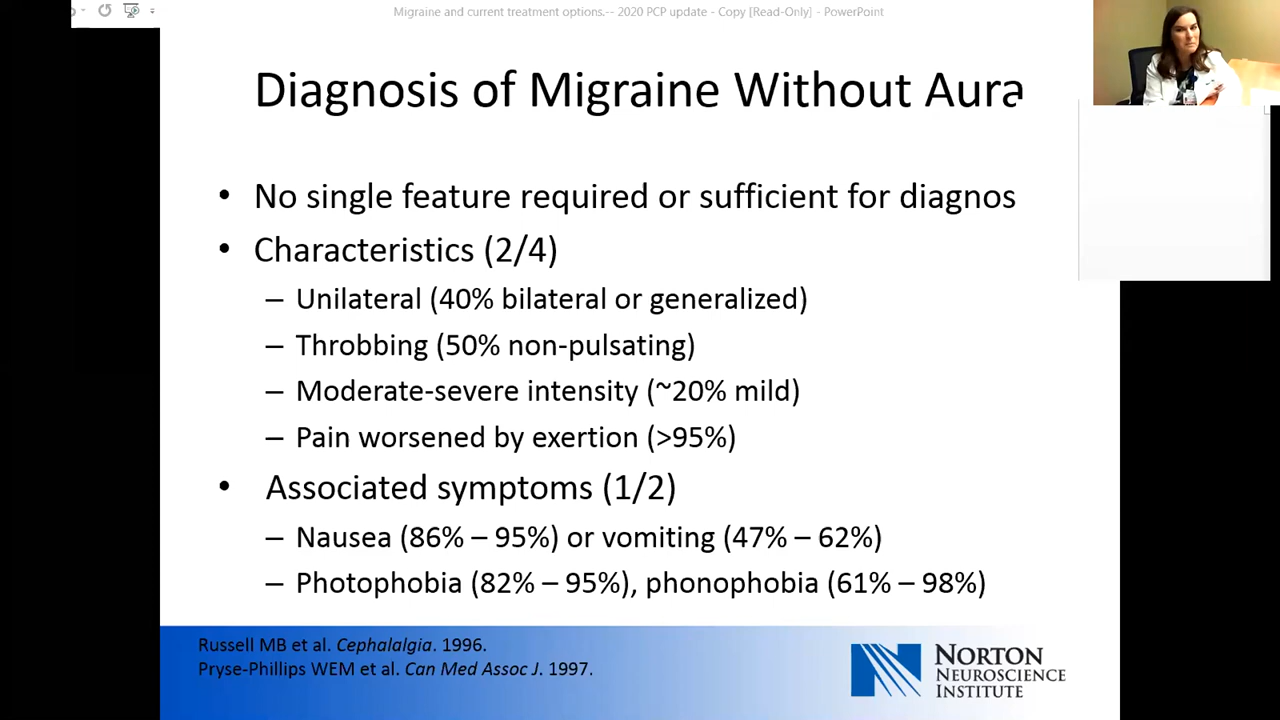 Migraine and current treatment options.-- 2020 PCP update - Copy [Read-Only] - PowerPoint
Diagnosis of Migraine Without Aura
• No single feature required or sufficient for diagnos
• Characteristics (2/4)
– Unilateral (40% bilateral or generalized)
– Throbbing (50% non-pulsating)
– Moderate-severe intensity (~20% mild)
– Pain worsened by exertion (>95%)
• Associated symptoms (1/2)
– Nausea (86% – 95%) or vomiting (47% – 62%)
– Photophobia (82% – 95%), phonophobia (61% – 98%)
Russell MB et al. Cephalalgia. 1996.
Pryse-Phillips WEM et al. Can Med Assoc J. 1997.
NORTON
NEUROSCIENCE
INSTITUTE